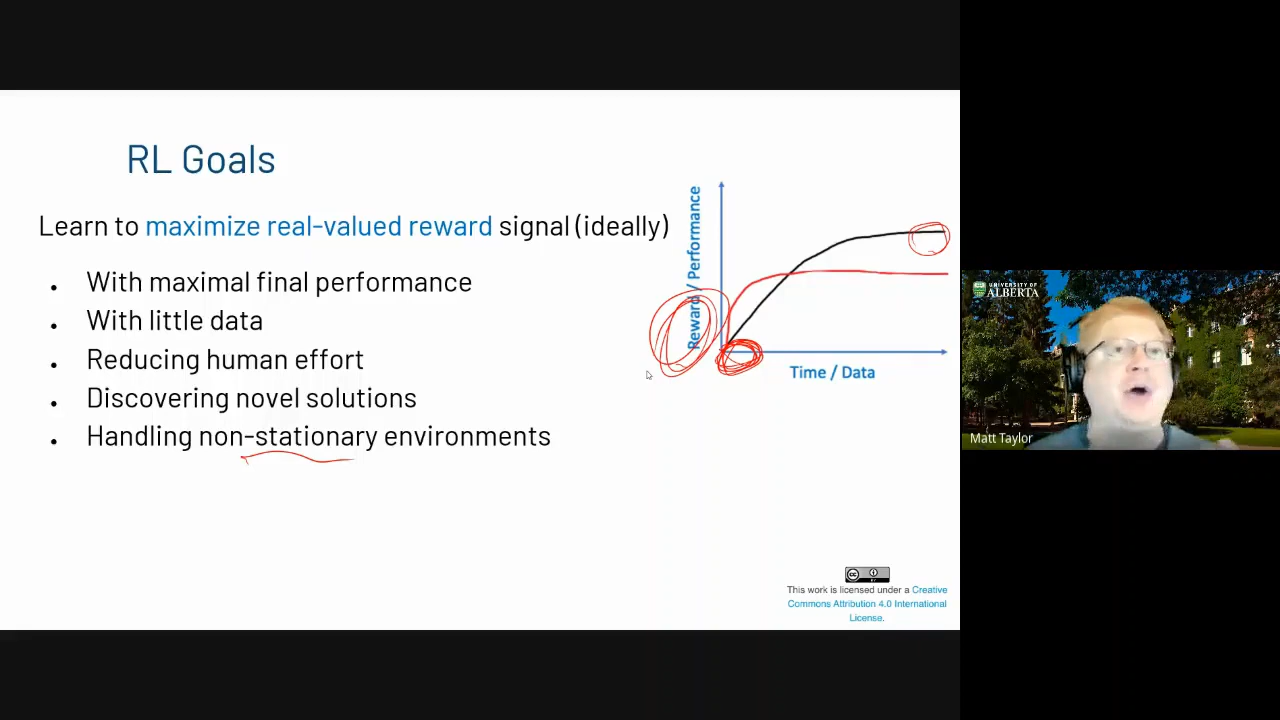 RL Goals
Learn to maximize real-valued reward signal (ideally)
• With maximal final performance
• With little data
• Reducing human effort
• Discovering novel solutions
• Handling non-stationary environments
Reward / Performance
Time / Data
UNIVERSITY OF
ALBERTA
Matt Taylor
CC BY
This work is licensed under a Creative
Commons Attribution 4.0 International
License.